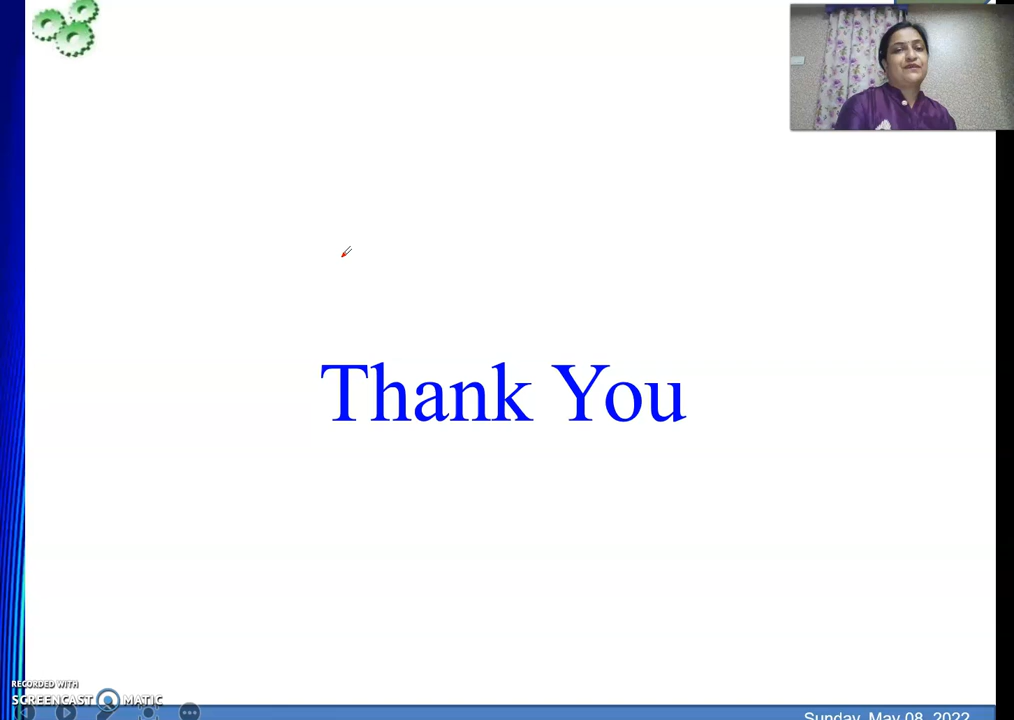 Thank You
RECORDED WITH
SCREENCAST MATIC
Sunday, May 08, 2022